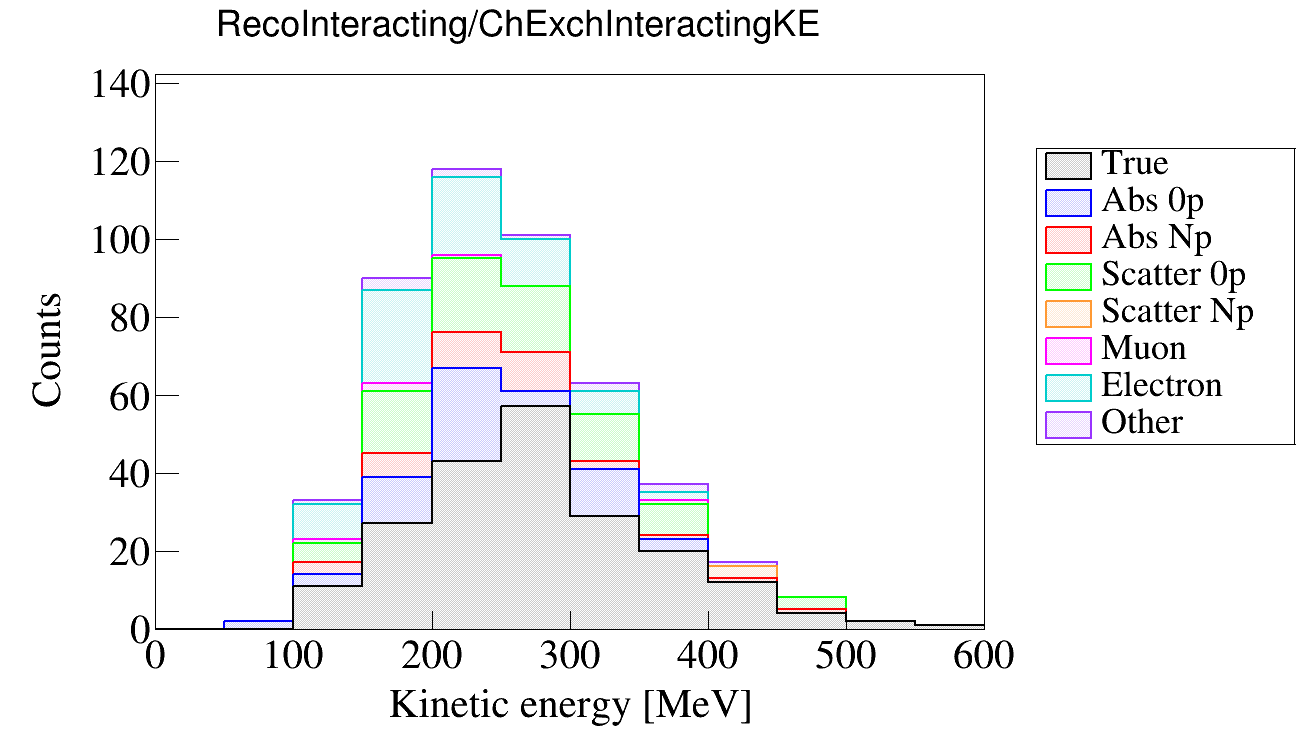 RecoInteracting/ChExchInteractingKE
140
120
100
80
60
40
20
0
Counts
0 100 200 300 400 500 600
Kinetic energy [MeV]
True
Abs 0p
Abs Np
Scatter 0p
Scatter Np
Muon
Electron
Other